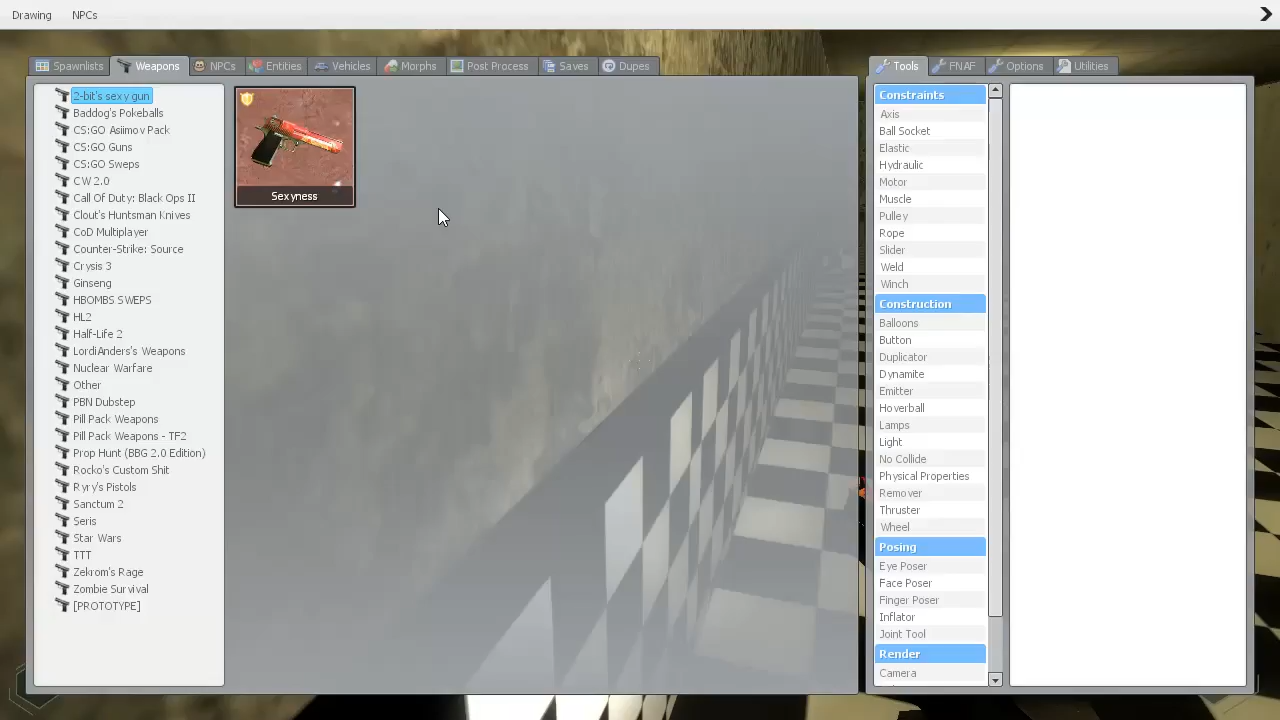 Drawing NPCs
Spawnlists Weapons NPCs Entities Vehicles Morphs Post Process Saves Dupes
Tools FNAF Options Utilities
2-bit's sexy gun
Baddog's Pokeballs
CS:GO Asiimov Pack
CS:GO Guns
CS:GO Sweps
CW 2.0
Call Of Duty: Black Ops II
Clout's Huntsman Knives
CoD Multiplayer
Counter-Strike: Source
Crysis 3
Ginseng
HBOMBS SWEPS
HL2
Half-Life 2
LordiAnders's Weapons
Nuclear Warfare
Other
PBN Dubstep
Pill Pack Weapons
Pill Pack Weapons - TF2
Prop Hunt (BBG 2.0 Edition)
Rocko's Custom Shit
Ryry's Pistols
Sanctum 2
Seris
Star Wars
TTT
Zekrom's Rage
Zombie Survival
[PROTOTYPE]
Sexyness
Constraints
Axis
Ball Socket
Elastic
Hydraulic
Motor
Muscle
Pulley
Rope
Slider
Weld
Winch
Construction
Balloons
Button
Duplicator
Dynamite
Emitter
Hoverball
Lamps
Light
No Collide
Physical Properties
Remover
Thruster
Wheel
Posing
Eye Poser
Face Poser
Finger Poser
Inflator
Joint Tool
Render
Camera